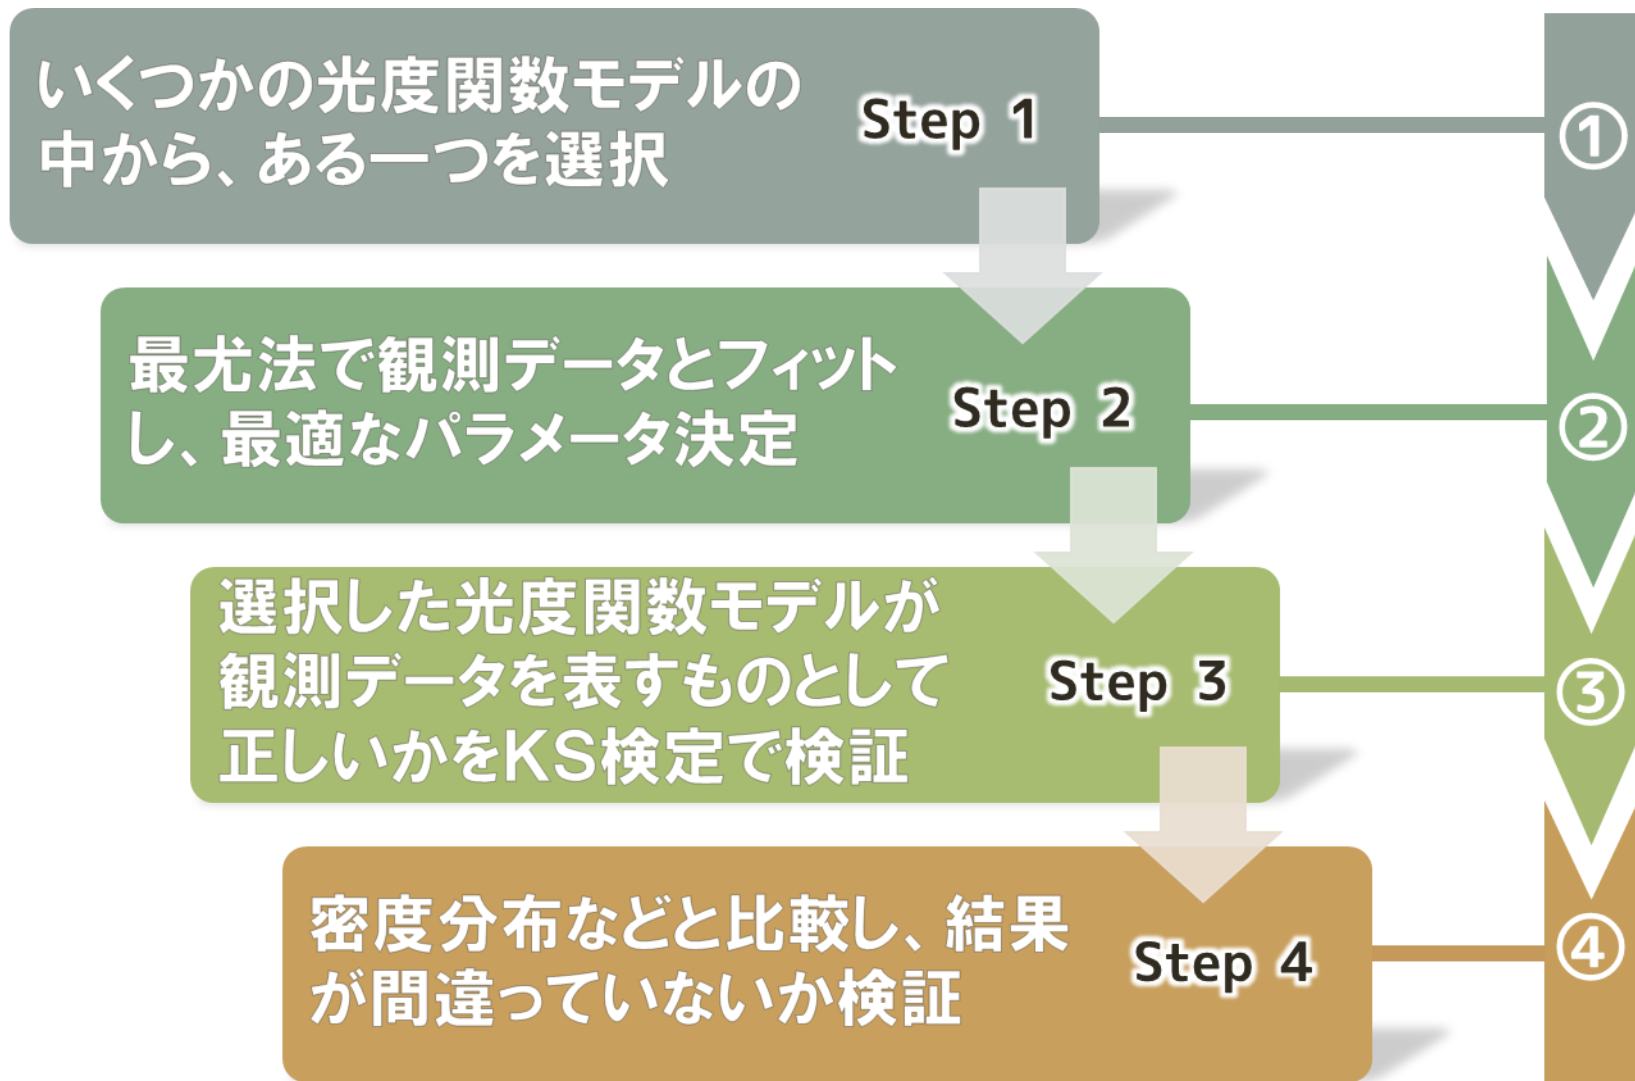 いくつかの光度関数モデルの
中から、ある一つを選択
Step 1
①
最尤法で観測データとフィット
し、最適なパラメータ決定
Step 2
②
選択した光度関数モデルが
観測データを表すものとして
正しいかをKS検定で検証
Step 3
③
密度分布などと比較し、結果
が間違っていないか検証
Step 4
④